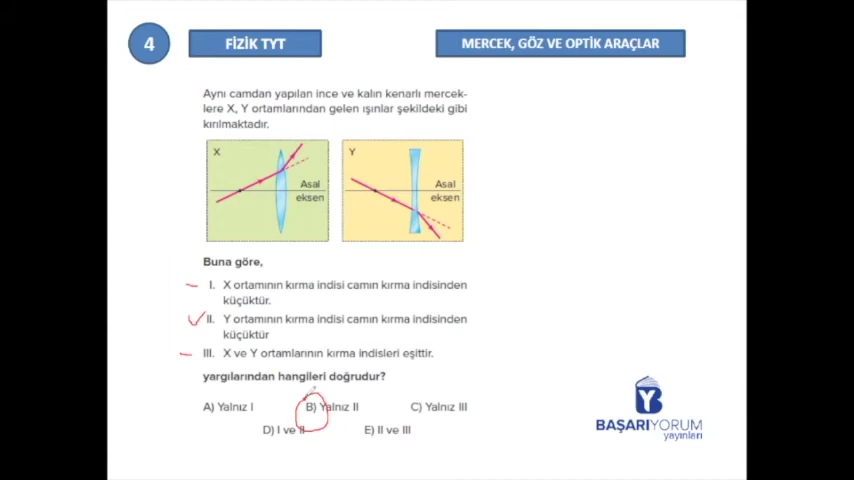 4
FİZİK TYT
MERCEK, GÖZ VE OPTİK ARAÇLAR
Aynı camdan yapılan ince ve kalın kenarlı mercek-
lere X, Y ortamlarından gelen ışınlar şekildeki gibi
kırılmaktadır.
X
Asal
eksen
Y
Asal
eksen
Buna göre,
I. X ortamının kırma indisi camın kırma indisinden
küçüktür.
II. Y ortamının kırma indisi camın kırma indisinden
küçüktür
III. X ve Y ortamlarının kırma indisleri eşittir.
yargılarından hangileri doğrudur?
A) Yalnız I B) Yalnız II C) Yalnız III
D) I ve II E) II ve III
BAŞARIYORUM
yayınları